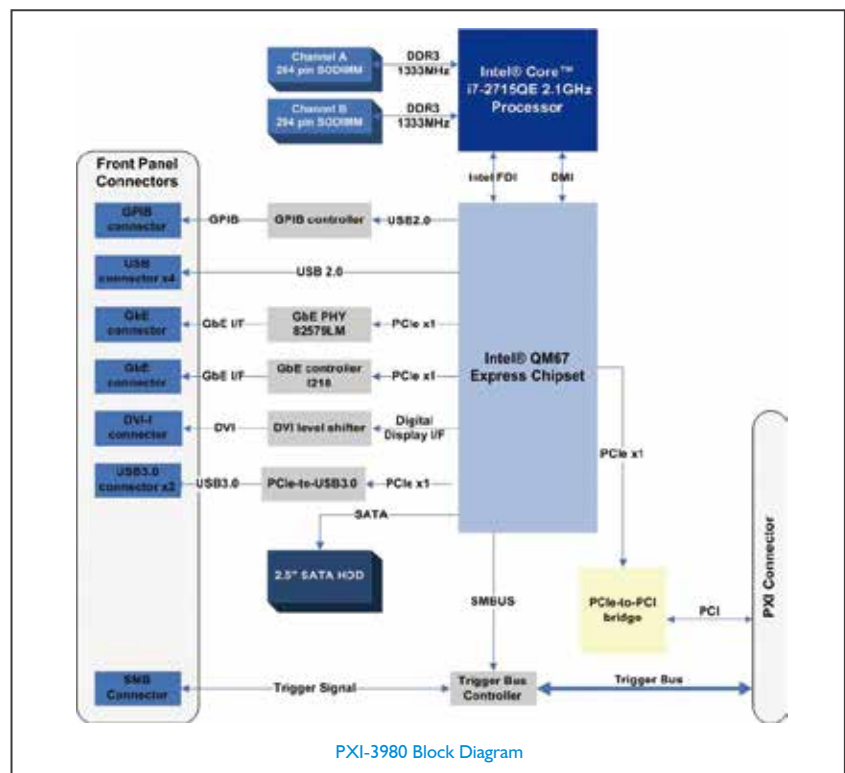 Channel A
204 pin SODIMM
DDR3
1333MHz
Intel® Core™
i7-2715QE 2.1GHz
Processor
Channel B
204 pin SODIMM
DDR3
1333MHz
Intel FDI
DMI
Front Panel
Connectors
GPIB
connector
GPIB
GPIB controller
USB2.0
USB
connector x4
USB 2.0
GbE
connector
GbE I/F
GbE PHY
82579LM
PCIe x1
GbE
connector
GbE I/F
GbE controller
I210
PCIe x1
Intel® QM67
Express Chipset
DVI-I
connector
DVI
DVI level shifter
Digital
Display I/F
USB3.0
connector x2
USB3.0
PCIe-to-USB3.0
PCIe x1
PCIe x1
SATA
2.5" SATA HDD
SMBUS
PCIe-to-PCI
bridge
PCI
PXI Connector
SMB
Connector
Trigger Signal
Trigger Bus
Controller
Trigger Bus
PXI-3980 Block Diagram